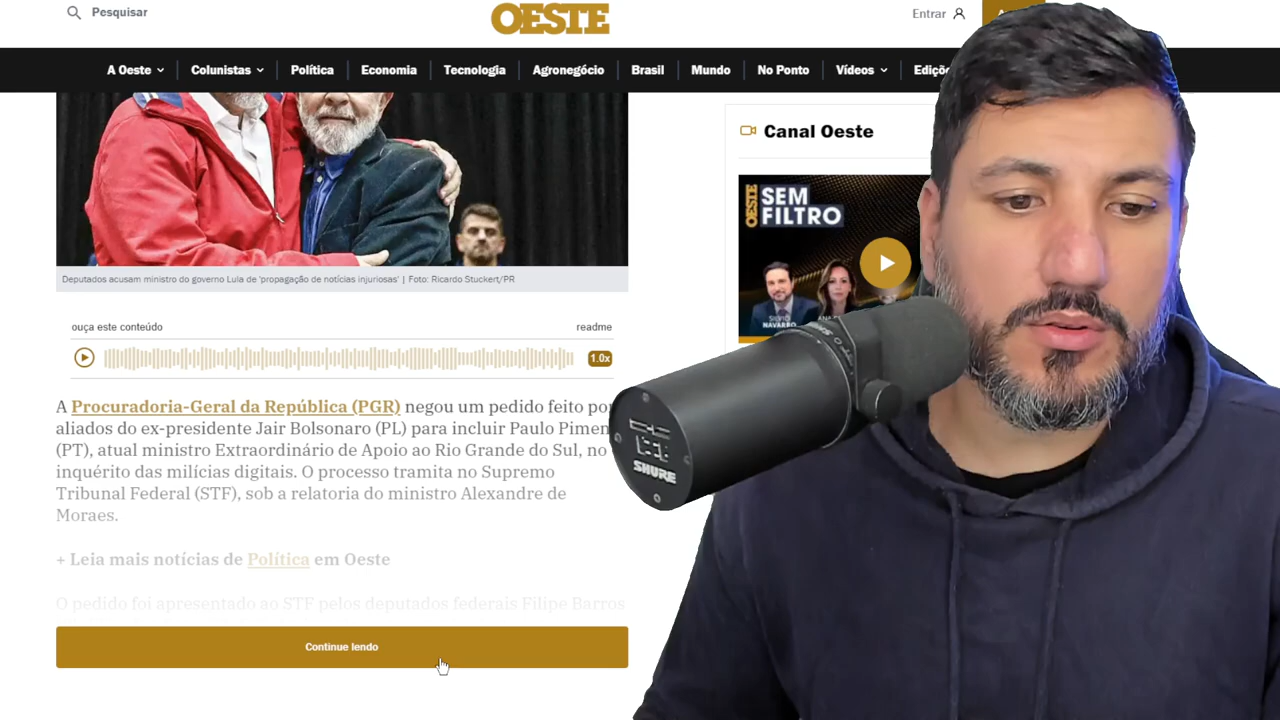 Pesquisar
OESTE
Entrar
A Oeste
Colunistas
Política
Economia
Tecnologia
Agronegócio
Brasil
Mundo
No Ponto
Vídeos
Canal Oeste
OESTE
SEM
FILTRO
SILVIO
NAVARRO
Deputados acusam ministro do governo Lula de 'propagação de notícias injuriosas' | Foto: Ricardo Stuckert/PR
ouça este conteúdo
readme
1.0x
A Procuradoria-Geral da República (PGR) negou um pedido feito por
aliados do ex-presidente Jair Bolsonaro (PL) para incluir Paulo
(PT), atual ministro Extraordinário de Apoio ao Rio Grande do Sul, no
inquérito das milícias digitais. O processo tramita no Supremo
Tribunal Federal (STF), sob a relatoria do ministro Alexandre de
Moraes.
+ Leia mais notícias de Política em Oeste
O pedido foi apresentado ao STF pelos deputados federais Filipe Barros
Continue lendo
SHURE